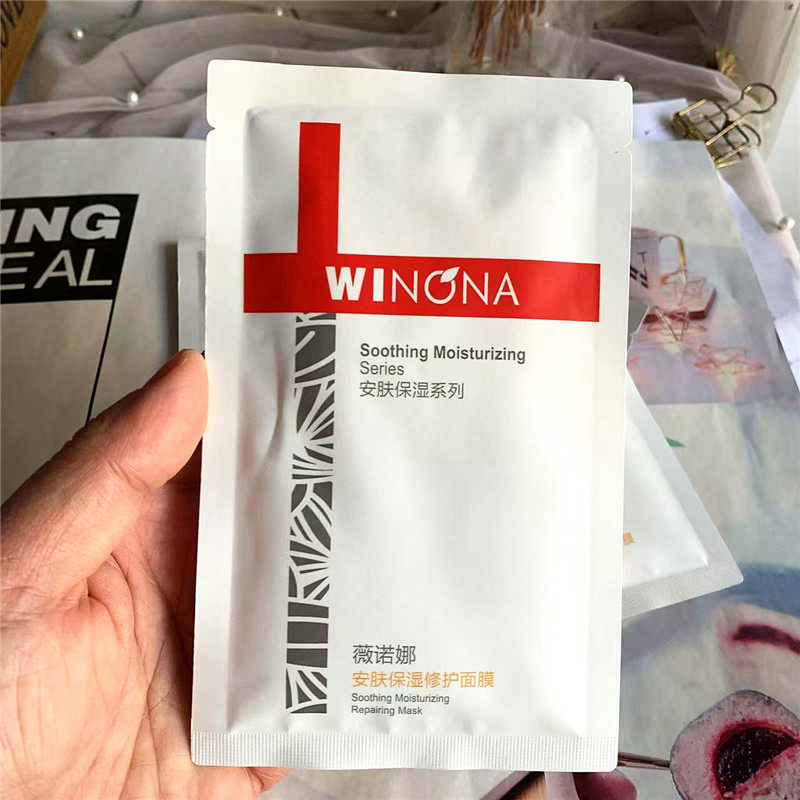 ING
EAL
WINONA
Soothing Moisturizing
Series
安肤保湿系列
薇诺娜
安肤保湿修护面膜
Soothing Moisturizing
Repairing Mask
膜